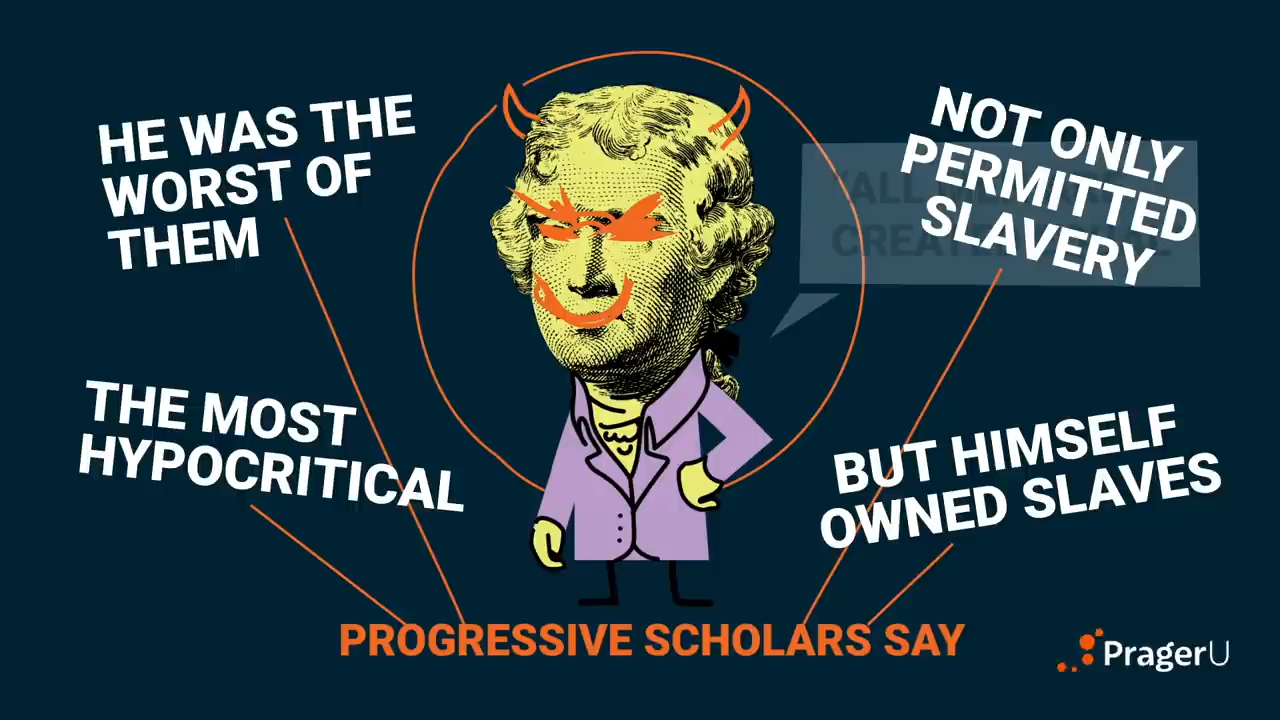 HE WAS THE
WORST OF
THEM
NOT ONLY
PERMITTED
SLAVERY
THE MOST
HYPOCRITICAL
BUT HIMSELF
OWNED SLAVES
PROGRESSIVE SCHOLARS SAY
PragerU